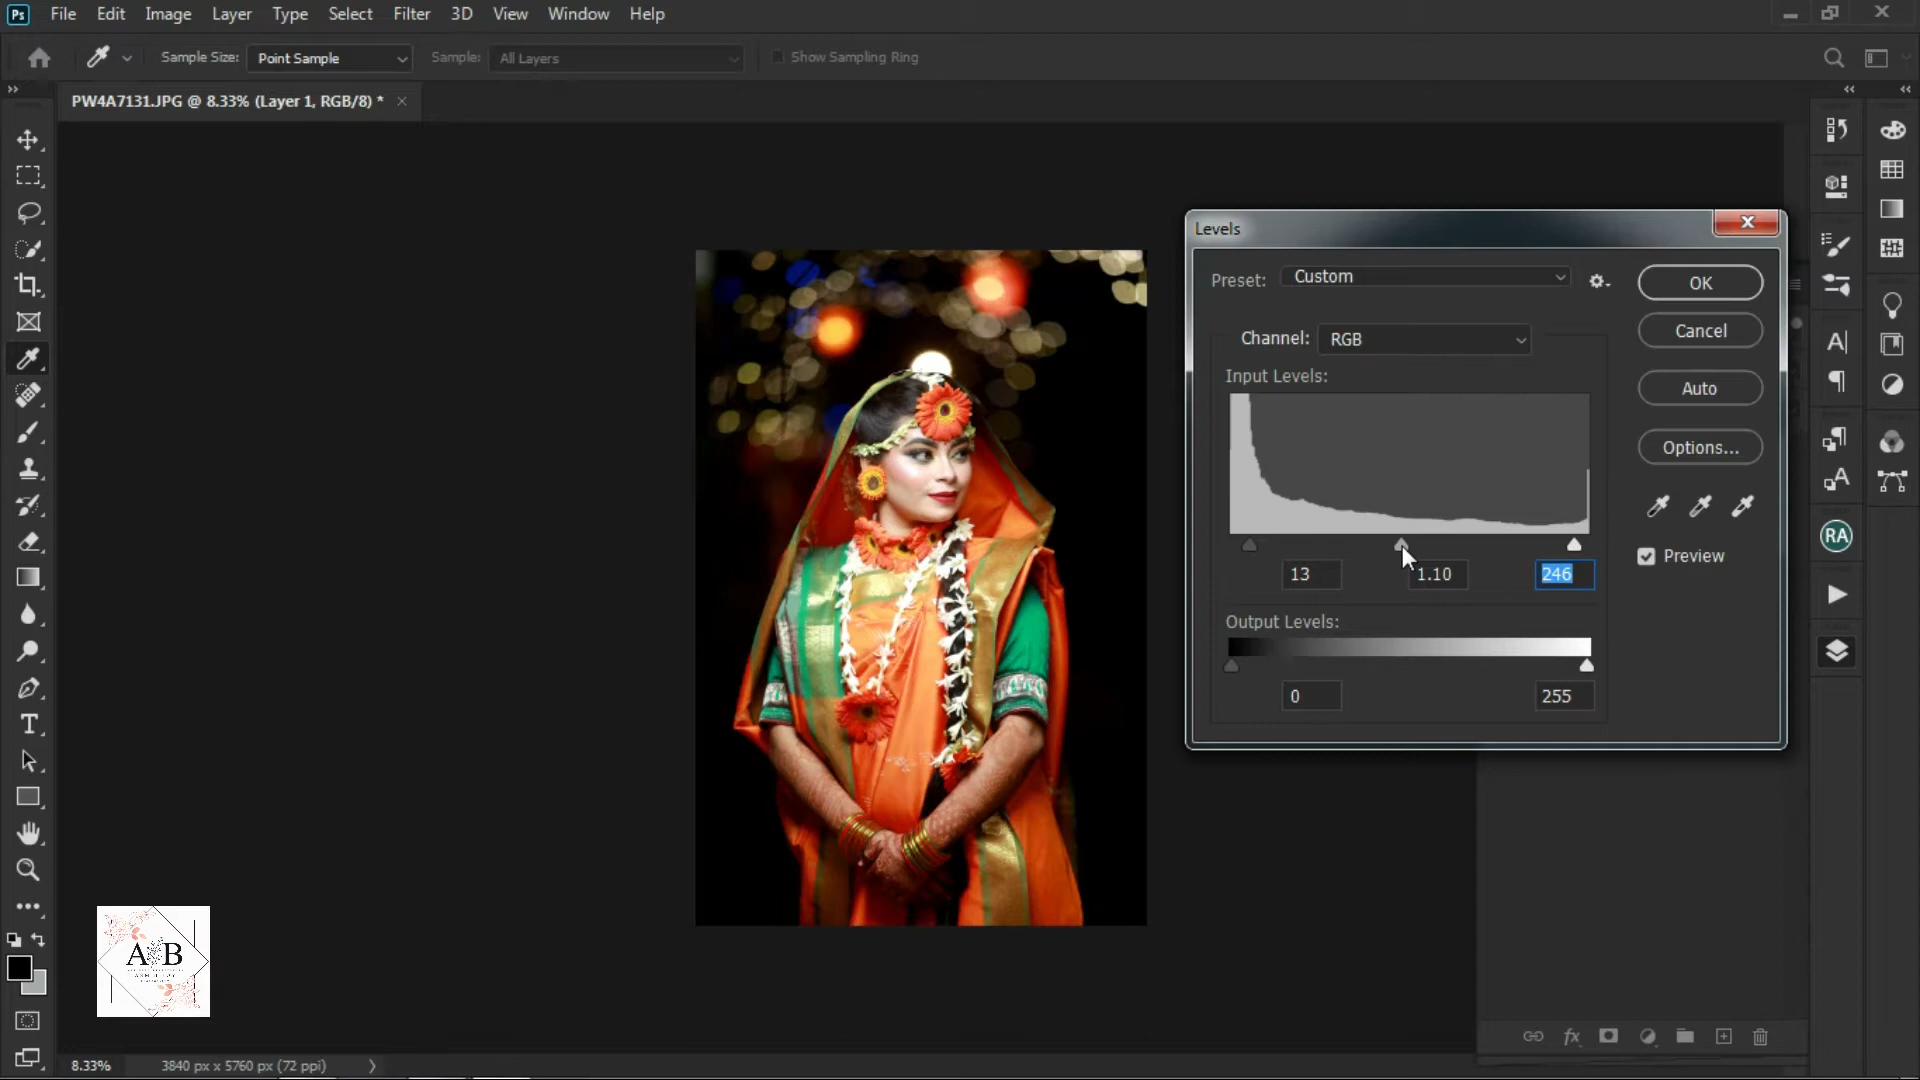 Ps File Edit Image Layer Type Select Filter 3D View Window Help
Sample Size: Point Sample Sample: All Layers Show Sampling Ring
PW4A7131.JPG @ 8.33% (Layer 1, RGB/8) *
Levels
Preset: Custom
OK
Channel: RGB
Cancel
Input Levels:
Auto
Options...
Preview
13 1.10 246
Output Levels:
0 255
RA
A B
fx
8.33% 3840 px x 5760 px (72 ppi)